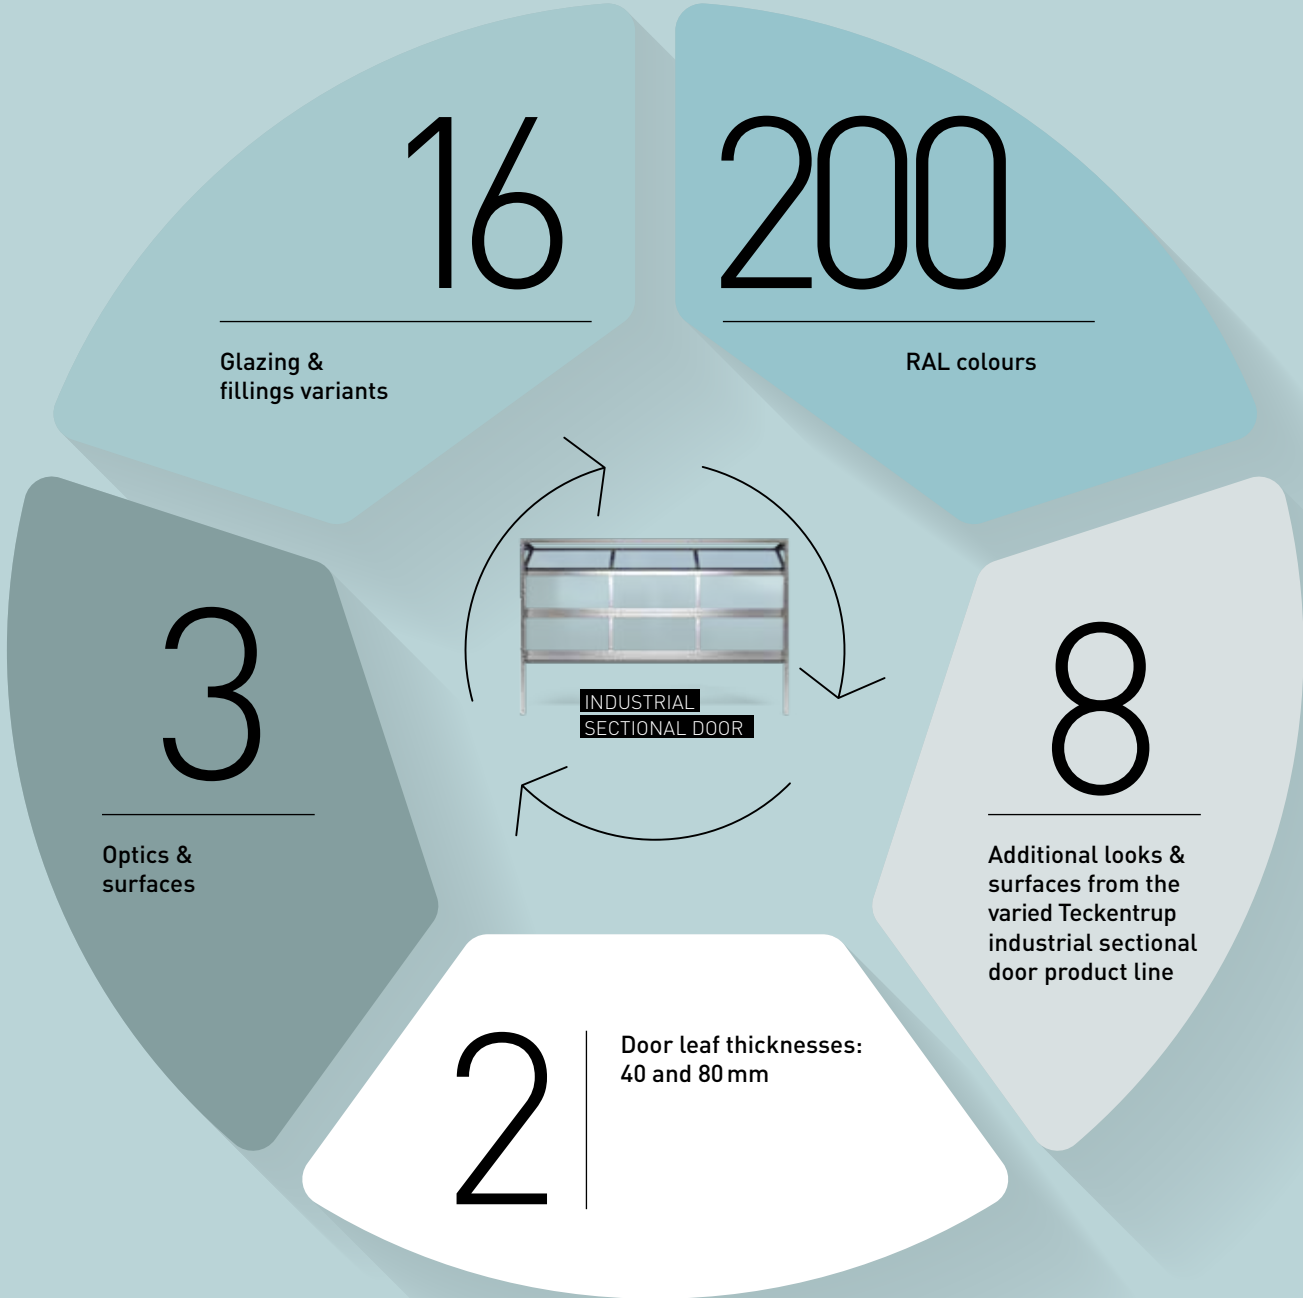 16
Glazing &
fillings variants
200
RAL colours
3
Optics &
surfaces
INDUSTRIAL
SECTIONAL DOOR
8
Additional looks &
surfaces from the
varied Teckentrup
industrial sectional
door product line
2
Door leaf thicknesses:
40 and 80 mm